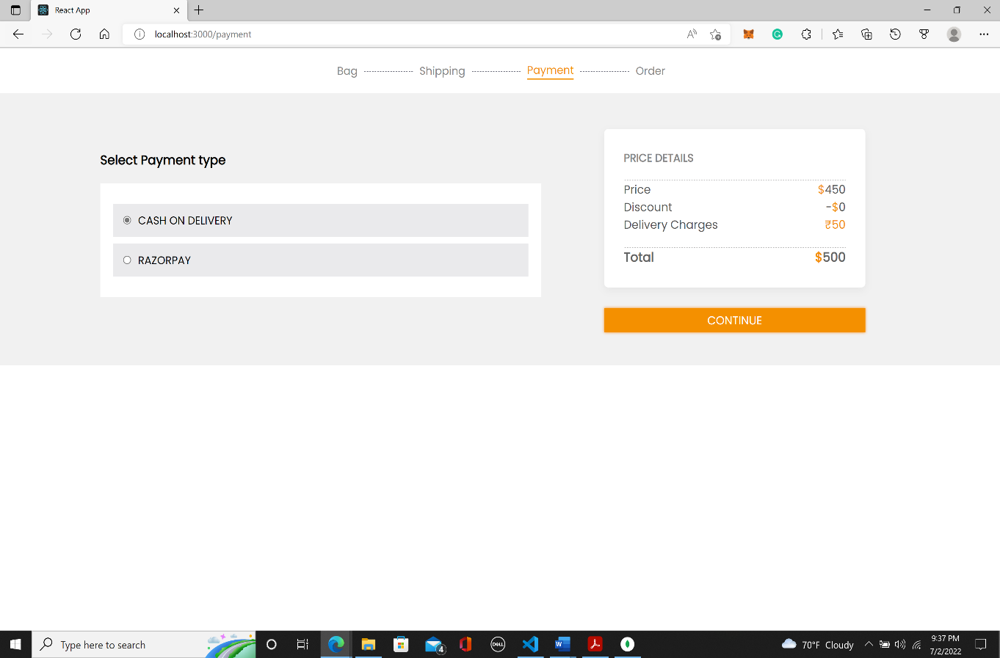 React App
localhost:3000/payment
Bag Shipping Payment Order
Select Payment type
CASH ON DELIVERY
RAZORPAY
PRICE DETAILS
Price $450
Discount -$0
Delivery Charges ₹50
Total $500
CONTINUE
Type here to search
DELL
4
70°F Cloudy
9:37 PM
7/2/2022